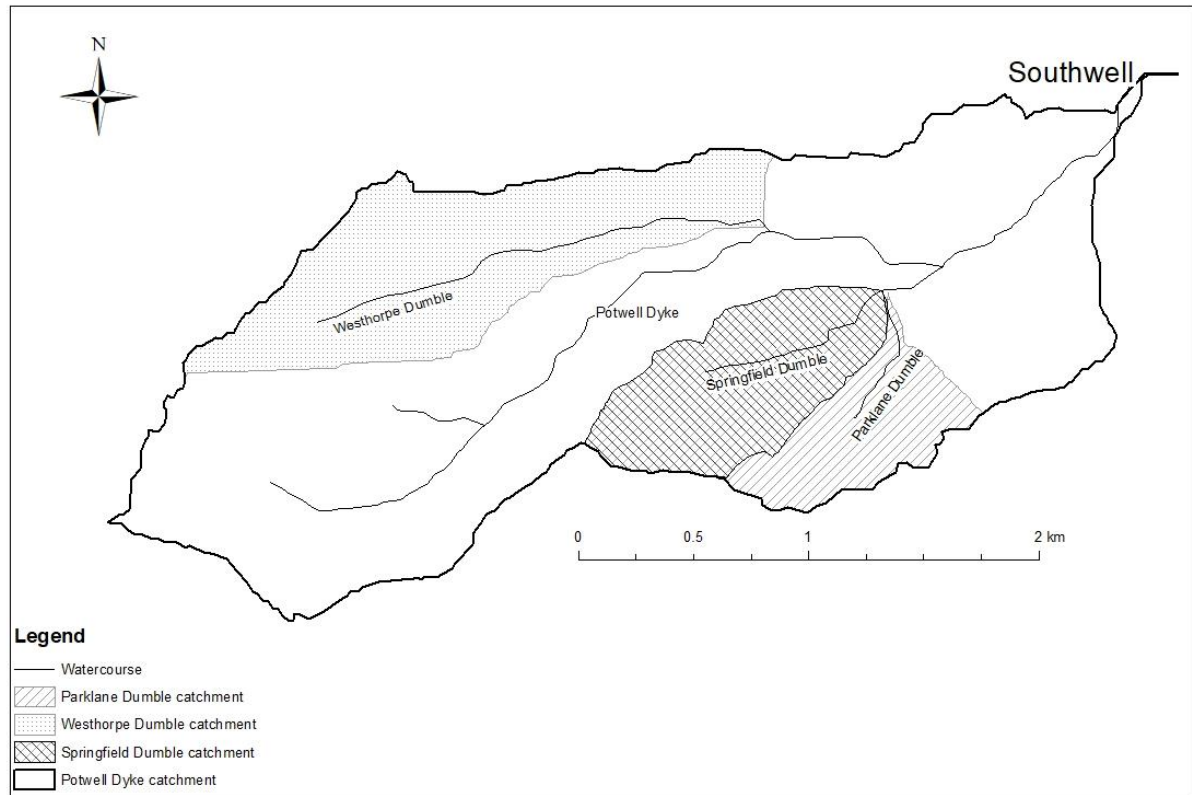 N
Southwell
Westhorpe Dumble
Potwell Dyke
Springfield Dumble
Parklane Dumble
0 0.5 1 2 km
Legend
Watercourse
Parklane Dumble catchment
Westhorpe Dumble catchment
Springfield Dumble catchment
Potwell Dyke catchment